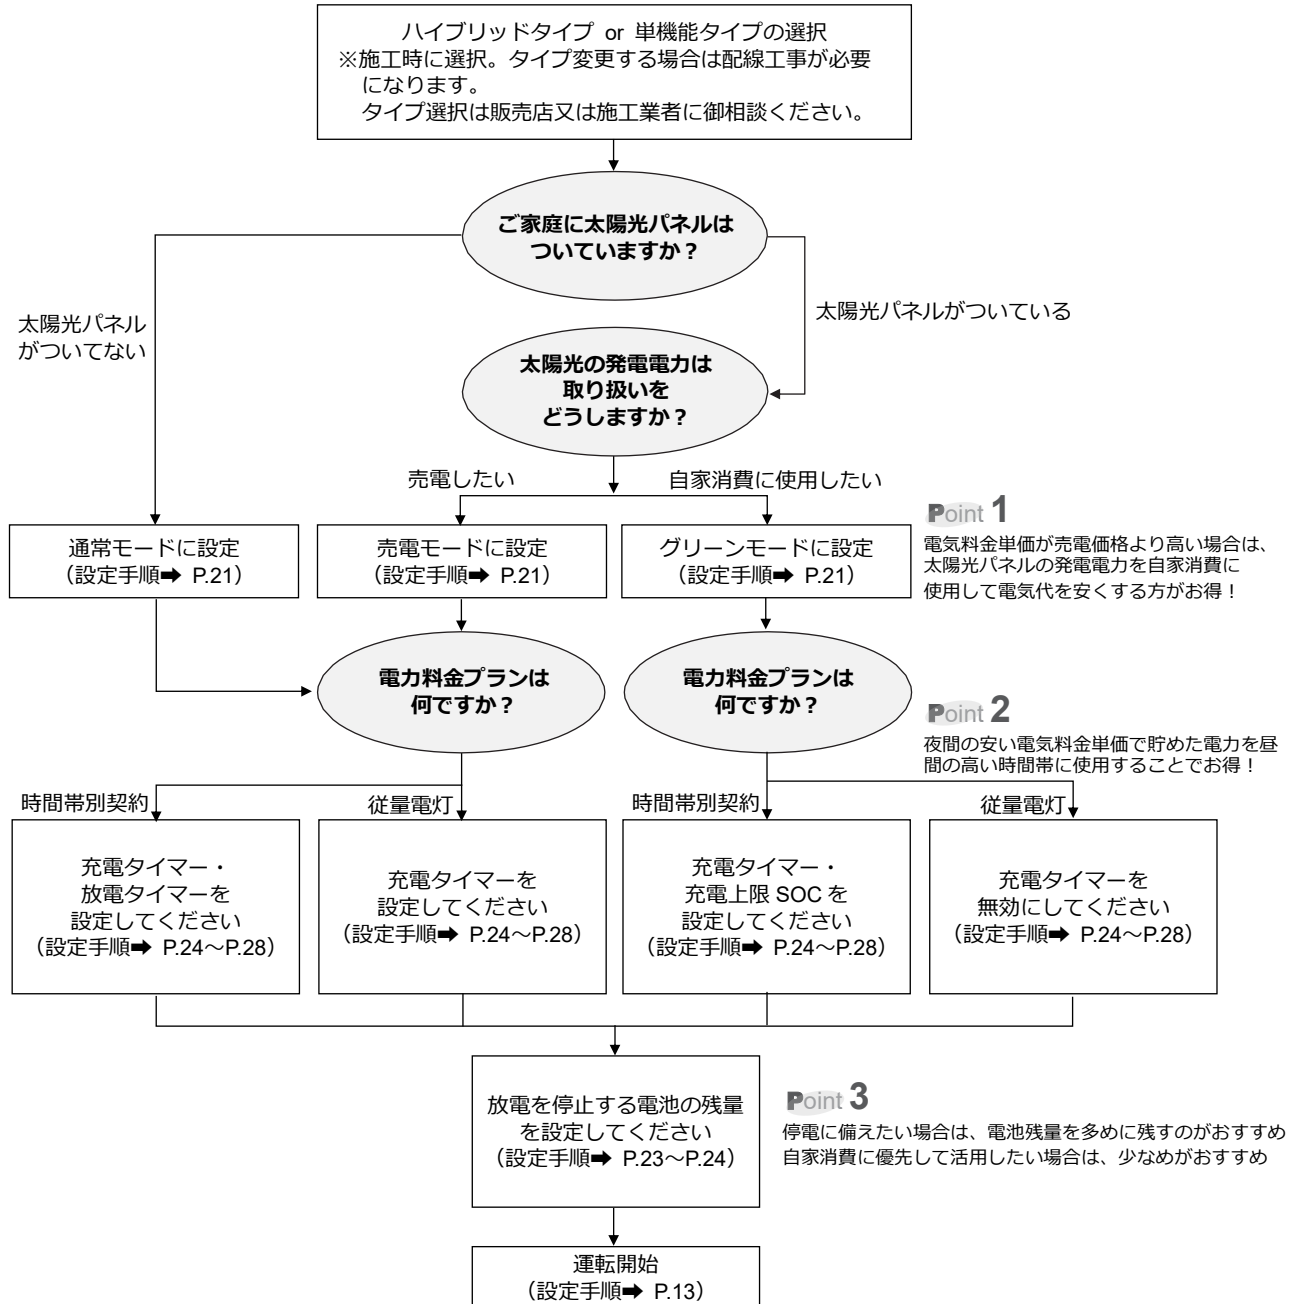 ハイブリッドタイプ or 単機能タイプの選択
※施工時に選択。タイプ変更する場合は配線工事が必要
になります。
タイプ選択は販売店又は施工業者に御相談ください。
ご家庭に太陽光パネルは
ついていますか？
太陽光パネル
がついてない
太陽光パネルがついている
太陽光の発電電力は
取り扱いを
どうしますか？
売電したい
自家消費に使用したい
通常モードに設定
（設定手順➡ P.21）
売電モードに設定
（設定手順➡ P.21）
グリーンモードに設定
（設定手順➡ P.21）
Point 1
電気料金単価が売電価格より高い場合は、
太陽光パネルの発電電力を自家消費に
使用して電気代を安くする方がお得！
電力料金プランは
何ですか？
電力料金プランは
何ですか？
Point 2
夜間の安い電気料金単価で貯めた電力を昼
間の高い時間帯に使用することでお得！
時間帯別契約
従量電灯
時間帯別契約
従量電灯
充電タイマー・
放電タイマーを
設定してください
（設定手順➡ P.24～P.28）
充電タイマーを
設定してください
（設定手順➡ P.24～P.28）
充電タイマー・
充電上限 SOC を
設定してください
（設定手順➡ P.24～P.28）
充電タイマーを
無効にしてください
（設定手順➡ P.24～P.28）
放電を停止する電池の残量
を設定してください
（設定手順➡ P.23～P.24）
Point 3
停電に備えたい場合は、電池残量を多めに残すのがおすすめ
自家消費に優先して活用したい場合は、少なめがおすすめ
運転開始
（設定手順➡ P.13）